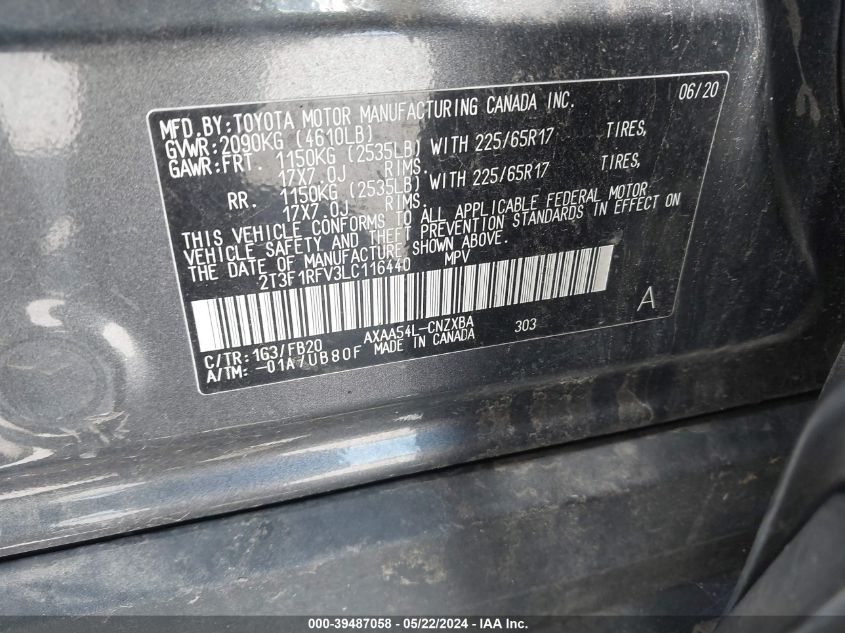 MFD.BY:TOYOTA MOTOR MANUFACTURING CANADA INC. 06/20
GVWR:2090KG (4610LB)
GAWR:FRT. 1150KG (2535LB) WITH 225/65R17 TIRES,
17X7.0J RIMS.
RR. 1150KG (2535LB) WITH 225/65R17 TIRES,
17X7.0J RIMS.
THIS VEHICLE CONFORMS TO ALL APPLICABLE FEDERAL MOTOR
VEHICLE SAFETY AND THEFT PREVENTION STANDARDS IN EFFECT ON
THE DATE OF MANUFACTURE SHOWN ABOVE.
2T3F1RFV3LC116440 MPV
A
C/TR: 1G3/FB20 AXAA54L-CNZXBA 303
A/TM: -01A/UB80F MADE IN CANADA
000-39487058 - 05/22/2024 - IAA Inc.